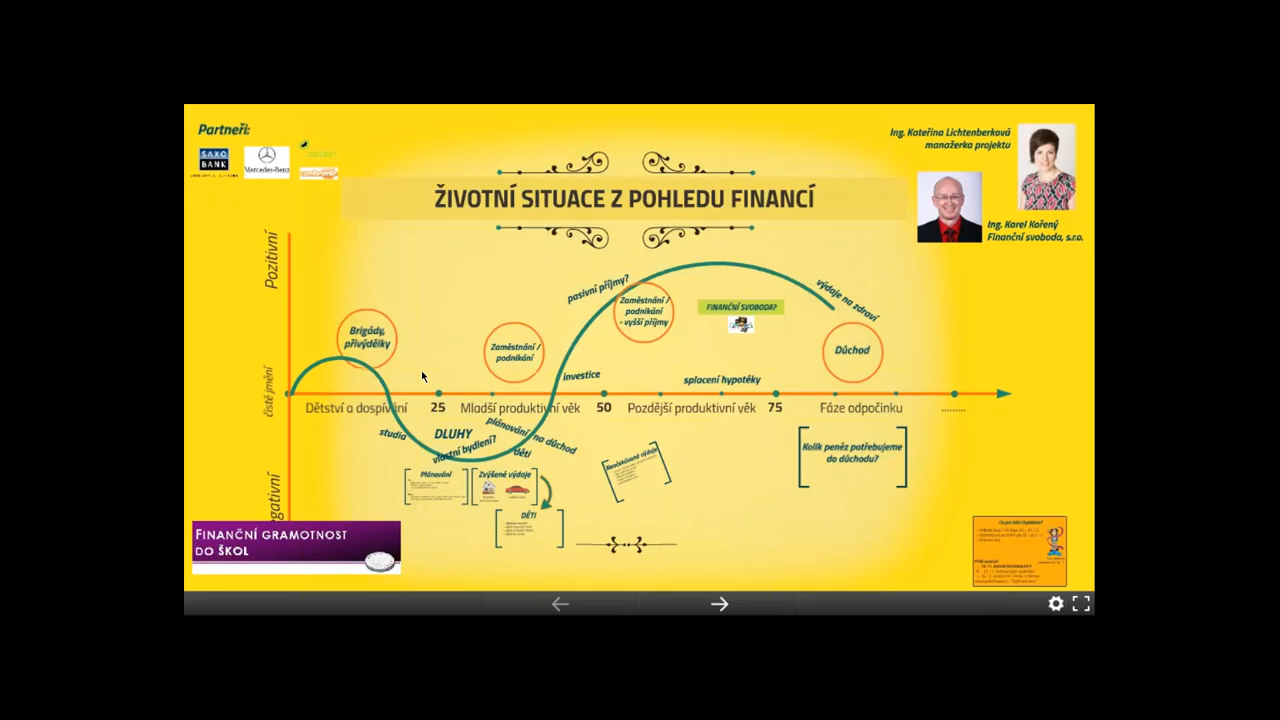 Partneři:
SAXO
BANK
Mercedes-Benz
Ing. Kateřina Lichtenberková
manažerka projektu
ŽIVOTNÍ SITUACE Z POHLEDU FINANCÍ
Ing. Karel Kořený
Finanční svoboda, s.r.o.
Pozitivní
čisté jmění
egativní
Brigády,
přivýdělky
Zaměstnání /
podnikání
pasivní příjmy?
Zaměstnání /
podnikání
- vyšší příjmy
FINANČNÍ SVOBODA?
výdaje na zdraví
Důchod
investice
splacení hypotéky
Dětství a dospívání
25
Mladší produktivní věk
50
Pozdější produktivní věk
75
Fáze odpočinku
..........
studia
DLUHY
vlastní bydlení?
plánování
na důchod
děti
Plánování
Zvýšené výdaje
DĚTI
Neočekávané výdaje
Kolik peněz potřebujeme
do důchodu?
FINANČNÍ GRAMOTNOST
DO ŠKOL